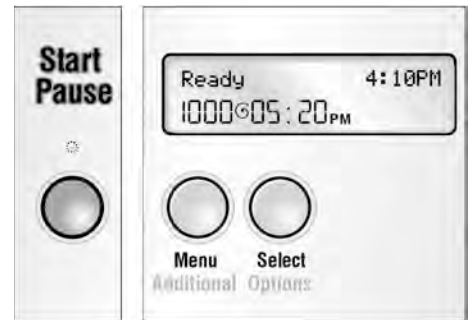 Start
Pause
Ready 4:10PM
1000 05:20PM
Menu Select
Additional Options